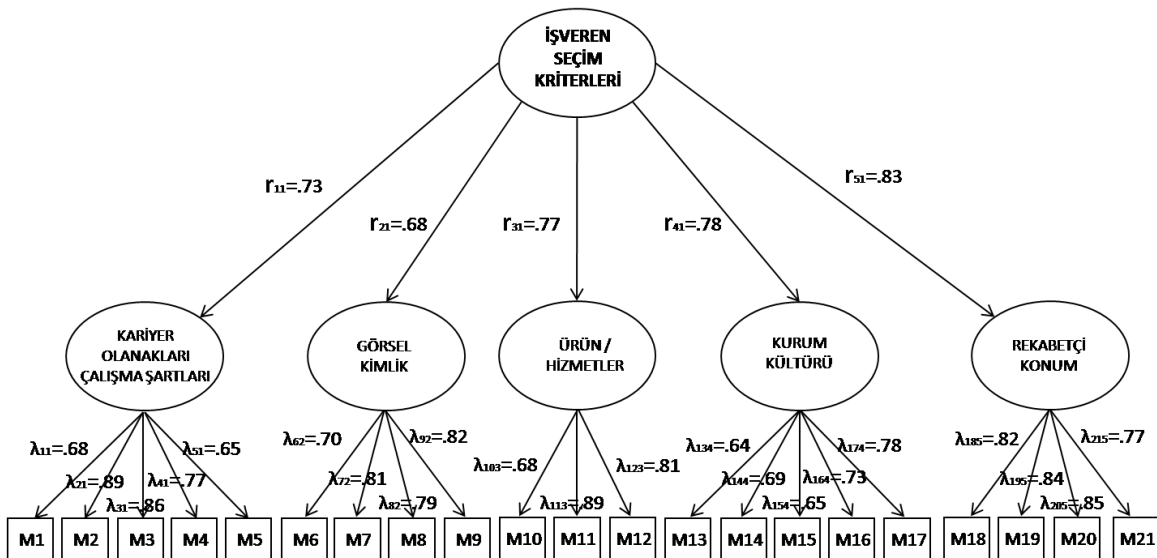 İŞVEREN
SEÇİM
KRİTERLERİ
r₁₁=.73
r₂₁=.68
r₃₁=.77
r₄₁=.78
r₅₁=.83
KARİYER
OLANAKLARI
ÇALIŞMA ŞARTLARI
GÖRSEL
KİMLİK
ÜRÜN /
HİZMETLER
KURUM
KÜLTÜRÜ
REKABETÇİ
KONUM
λ₁₁=.68
λ₂₁=.89
λ₃₁=.86
λ₄₁=.77
λ₅₁=.65
λ₆₂=.70
λ₇₂=.81
λ₈₂=.79
λ₉₂=.82
λ₁₀₃=.68
λ₁₁₃=.89
λ₁₂₃=.81
λ₁₃₄=.64
λ₁₄₄=.69
λ₁₅₄=.65
λ₁₆₄=.73
λ₁₇₄=.78
λ₁₈₅=.82
λ₁₉₅=.84
λ₂₀₅=.85
λ₂₁₅=.77
M1 M2 M3 M4 M5 M6 M7 M8 M9 M10 M11 M12 M13 M14 M15 M16 M17 M18 M19 M20 M21